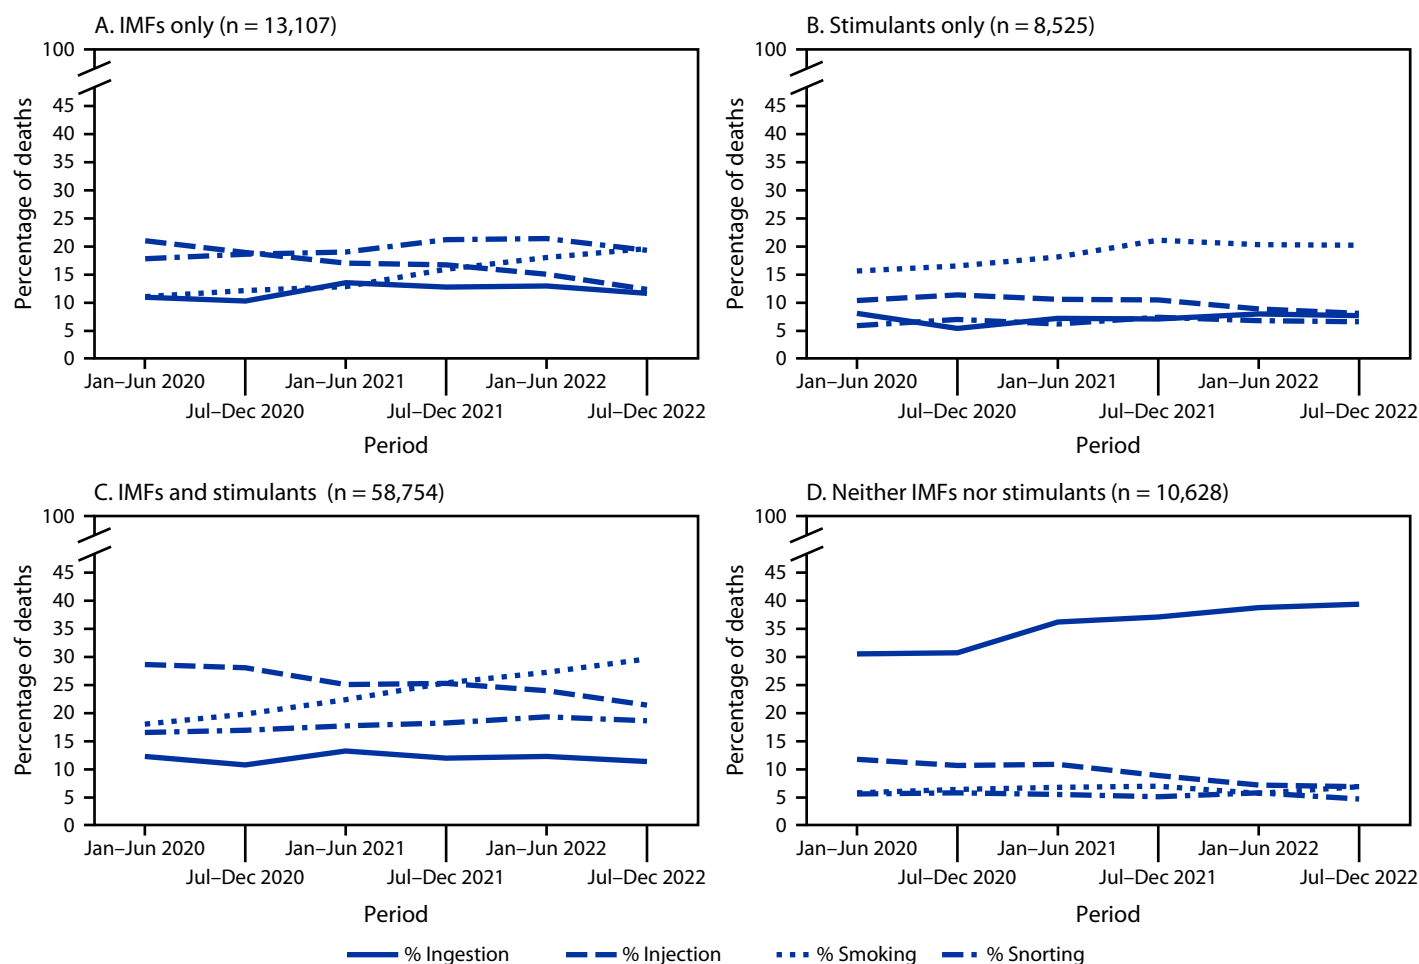 A. IMFs only (n = 13,107)
Percentage of deaths
100
45
40
35
30
25
20
15
10
5
0
Jan–Jun 2020 Jan–Jun 2021 Jan–Jun 2022
Jul–Dec 2020 Jul–Dec 2021 Jul–Dec 2022
Period
B. Stimulants only (n = 8,525)
Percentage of deaths
100
45
40
35
30
25
20
15
10
5
0
Jan–Jun 2020 Jan–Jun 2021 Jan–Jun 2022
Jul–Dec 2020 Jul–Dec 2021 Jul–Dec 2022
Period
C. IMFs and stimulants (n = 58,754)
Percentage of deaths
100
45
40
35
30
25
20
15
10
5
0
Jan–Jun 2020 Jan–Jun 2021 Jan–Jun 2022
Jul–Dec 2020 Jul–Dec 2021 Jul–Dec 2022
Period
D. Neither IMFs nor stimulants (n = 10,628)
Percentage of deaths
100
45
40
35
30
25
20
15
10
5
0
Jan–Jun 2020 Jan–Jun 2021 Jan–Jun 2022
Jul–Dec 2020 Jul–Dec 2021 Jul–Dec 2022
Period
% Ingestion % Injection % Smoking % Snorting